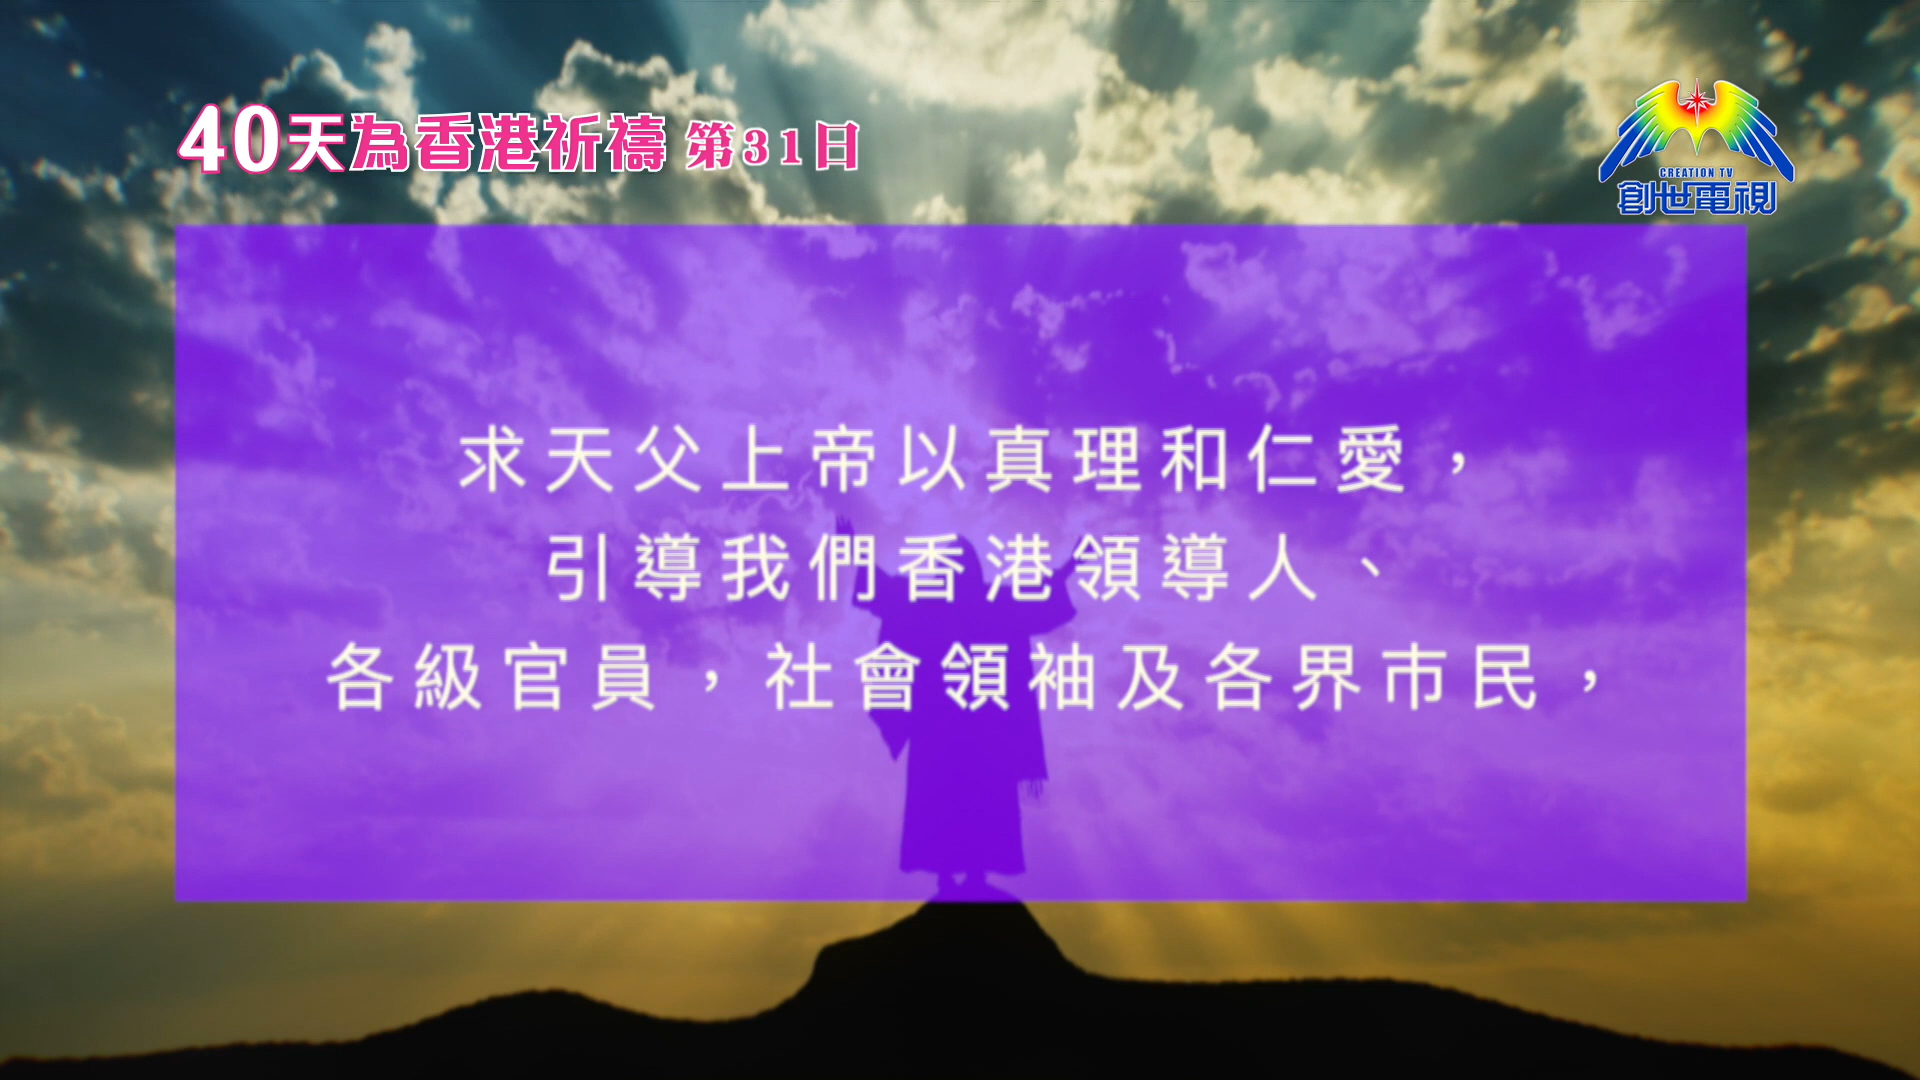 40天為香港祈禱 第31日
CREATION TV
創世電視
求天父上帝以真理和仁愛，
引導我們香港領導人、
各級官員，社會領袖及各界市民，